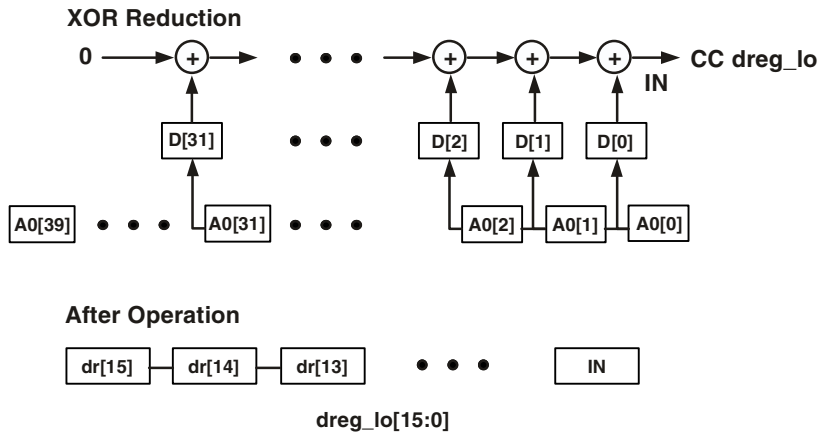 XOR Reduction
0 + + + + IN CC dreg_lo
D[31] D[2] D[1] D[0]
A0[39] A0[31] A0[2] A0[1] A0[0]
After Operation
dr[15] dr[14] dr[13] IN
dreg_lo[15:0]